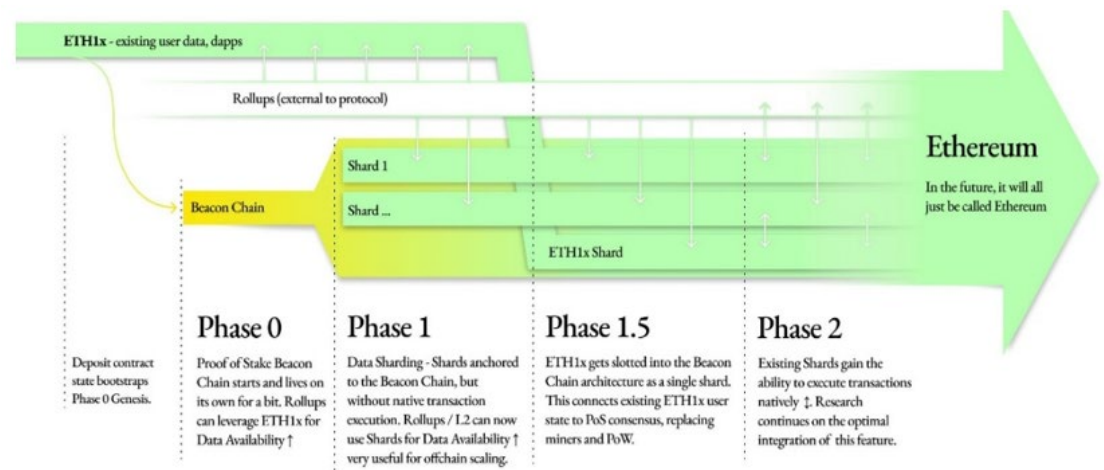 ETH1x - existing user data, dapps
Rollups (external to protocol)
Shard 1
Beacon Chain
Shard ...
ETH1x Shard
Ethereum
In the future, it will all
just be called Ethereum
Deposit contract
state bootstraps
Phase 0 Genesis.
Phase 0
Proof of Stake Beacon
Chain starts and lives on
its own for a bit. Rollups
can leverage ETH1x for
Data Availability ↑
Phase 1
Data Sharding - Shards anchored
to the Beacon Chain, but
without native transaction
execution. Rollups / L2 can now
use Shards for Data Availability ↑
very useful for offchain scaling.
Phase 1.5
ETH1x gets slotted into the Beacon
Chain architecture as a single shard.
This connects existing ETH1x user
state to PoS consensus, replacing
miners and PoW.
Phase 2
Existing Shards gain the
ability to execute transactions
natively ↕. Research
continues on the optimal
integration of this feature.